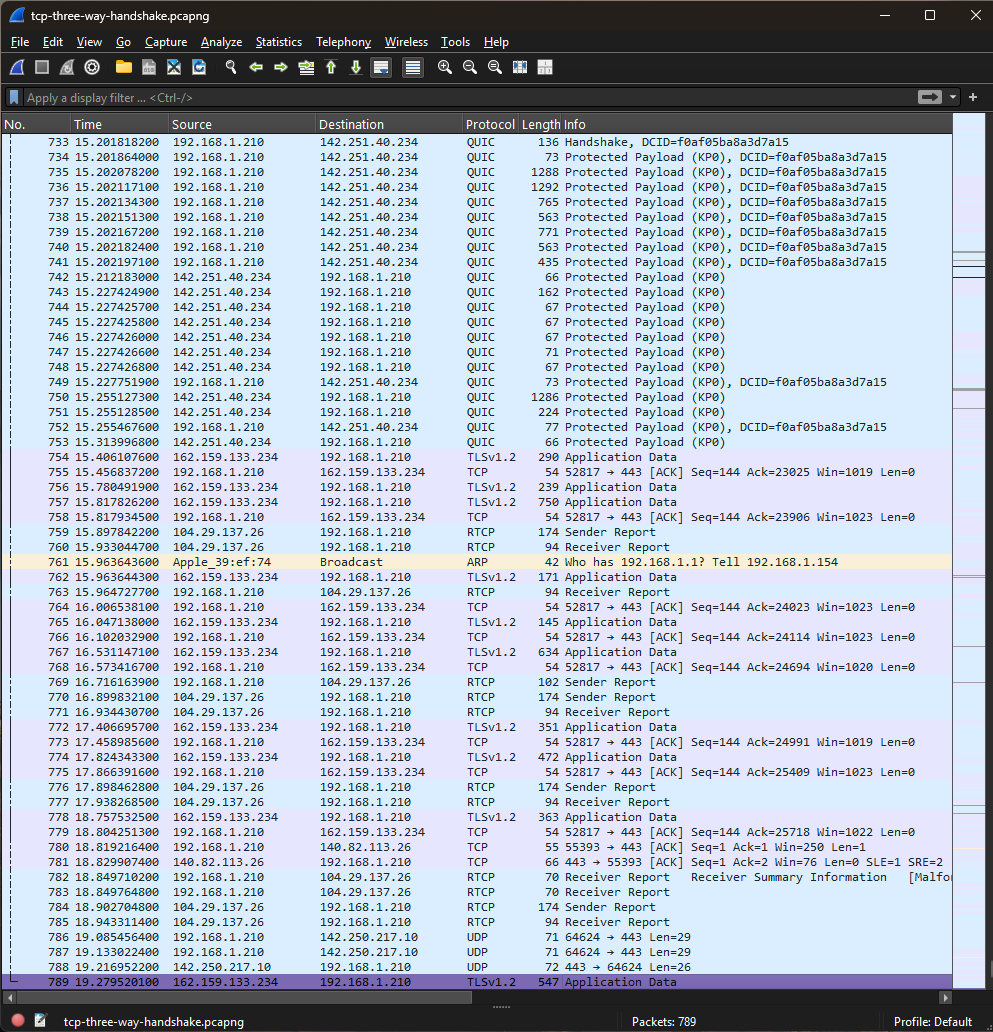 tcp-three-way-handshake.pcapng
File Edit View Go Capture Analyze Statistics Telephony Wireless Tools Help
Apply a display filter ... <Ctrl-/>
No. Time Source Destination Protocol Length Info
733 15.201818200 192.168.1.210 142.251.40.234 QUIC 136 Handshake, DCID=f0af05ba8a3d7a15
734 15.201864000 192.168.1.210 142.251.40.234 QUIC 73 Protected Payload (KP0), DCID=f0af05ba8a3d7a15
735 15.202078200 192.168.1.210 142.251.40.234 QUIC 1288 Protected Payload (KP0), DCID=f0af05ba8a3d7a15
736 15.202117100 192.168.1.210 142.251.40.234 QUIC 1292 Protected Payload (KP0), DCID=f0af05ba8a3d7a15
737 15.202134300 192.168.1.210 142.251.40.234 QUIC 765 Protected Payload (KP0), DCID=f0af05ba8a3d7a15
738 15.202151300 192.168.1.210 142.251.40.234 QUIC 563 Protected Payload (KP0), DCID=f0af05ba8a3d7a15
739 15.202167200 192.168.1.210 142.251.40.234 QUIC 771 Protected Payload (KP0), DCID=f0af05ba8a3d7a15
740 15.202182400 192.168.1.210 142.251.40.234 QUIC 563 Protected Payload (KP0), DCID=f0af05ba8a3d7a15
741 15.202197100 192.168.1.210 142.251.40.234 QUIC 435 Protected Payload (KP0), DCID=f0af05ba8a3d7a15
742 15.212183000 142.251.40.234 192.168.1.210 QUIC 66 Protected Payload (KP0)
743 15.227424900 142.251.40.234 192.168.1.210 QUIC 162 Protected Payload (KP0)
744 15.227425700 142.251.40.234 192.168.1.210 QUIC 67 Protected Payload (KP0)
745 15.227425800 142.251.40.234 192.168.1.210 QUIC 67 Protected Payload (KP0)
746 15.227426000 142.251.40.234 192.168.1.210 QUIC 67 Protected Payload (KP0)
747 15.227426600 142.251.40.234 192.168.1.210 QUIC 71 Protected Payload (KP0)
748 15.227426800 142.251.40.234 192.168.1.210 QUIC 67 Protected Payload (KP0)
749 15.227751900 192.168.1.210 142.251.40.234 QUIC 73 Protected Payload (KP0), DCID=f0af05ba8a3d7a15
750 15.255127300 142.251.40.234 192.168.1.210 QUIC 1286 Protected Payload (KP0)
751 15.255128500 142.251.40.234 192.168.1.210 QUIC 224 Protected Payload (KP0)
752 15.255467600 192.168.1.210 142.251.40.234 QUIC 77 Protected Payload (KP0), DCID=f0af05ba8a3d7a15
753 15.313996800 142.251.40.234 192.168.1.210 QUIC 66 Protected Payload (KP0)
754 15.406107600 162.159.133.234 192.168.1.210 TLSv1.2 290 Application Data
755 15.456837200 192.168.1.210 162.159.133.234 TCP 54 52817 → 443 [ACK] Seq=144 Ack=23025 Win=1019 Len=0
756 15.780491900 162.159.133.234 192.168.1.210 TLSv1.2 239 Application Data
757 15.817826200 162.159.133.234 192.168.1.210 TLSv1.2 750 Application Data
758 15.817934500 192.168.1.210 162.159.133.234 TCP 54 52817 → 443 [ACK] Seq=144 Ack=23906 Win=1023 Len=0
759 15.897842200 104.29.137.26 192.168.1.210 RTCP 174 Sender Report
760 15.933044700 104.29.137.26 192.168.1.210 RTCP 94 Receiver Report
761 15.963643600 Apple_39:ef:74 Broadcast ARP 42 Who has 192.168.1.1? Tell 192.168.1.154
762 15.963644300 162.159.133.234 192.168.1.210 TLSv1.2 171 Application Data
763 15.964727700 192.168.1.210 104.29.137.26 RTCP 94 Receiver Report
764 16.006538100 192.168.1.210 162.159.133.234 TCP 54 52817 → 443 [ACK] Seq=144 Ack=24023 Win=1023 Len=0
765 16.047138000 162.159.133.234 192.168.1.210 TLSv1.2 145 Application Data
766 16.102032900 192.168.1.210 162.159.133.234 TCP 54 52817 → 443 [ACK] Seq=144 Ack=24114 Win=1023 Len=0
767 16.531147100 162.159.133.234 192.168.1.210 TLSv1.2 634 Application Data
768 16.573416700 192.168.1.210 162.159.133.234 TCP 54 52817 → 443 [ACK] Seq=144 Ack=24694 Win=1020 Len=0
769 16.716163900 192.168.1.210 104.29.137.26 RTCP 102 Sender Report
770 16.899832100 104.29.137.26 192.168.1.210 RTCP 174 Sender Report
771 16.934430700 104.29.137.26 192.168.1.210 RTCP 94 Receiver Report
772 17.406695700 162.159.133.234 192.168.1.210 TLSv1.2 351 Application Data
773 17.458985600 192.168.1.210 162.159.133.234 TCP 54 52817 → 443 [ACK] Seq=144 Ack=24991 Win=1019 Len=0
774 17.824343300 162.159.133.234 192.168.1.210 TLSv1.2 472 Application Data
775 17.866391600 192.168.1.210 162.159.133.234 TCP 54 52817 → 443 [ACK] Seq=144 Ack=25409 Win=1023 Len=0
776 17.898462800 104.29.137.26 192.168.1.210 RTCP 174 Sender Report
777 17.938268500 104.29.137.26 192.168.1.210 RTCP 94 Receiver Report
778 18.757532500 162.159.133.234 192.168.1.210 TLSv1.2 363 Application Data
779 18.804251300 192.168.1.210 162.159.133.234 TCP 54 52817 → 443 [ACK] Seq=144 Ack=25718 Win=1022 Len=0
780 18.819216400 192.168.1.210 140.82.113.26 TCP 55 55393 → 443 [ACK] Seq=1 Ack=1 Win=250 Len=1
781 18.829907400 140.82.113.26 192.168.1.210 TCP 66 443 → 55393 [ACK] Seq=1 Ack=2 Win=76 Len=0 SLE=1 SRE=2
782 18.849710200 192.168.1.210 104.29.137.26 RTCP 70 Receiver Report Receiver Summary Information [Malfo
783 18.849764800 192.168.1.210 104.29.137.26 RTCP 70 Receiver Report
784 18.902704800 104.29.137.26 192.168.1.210 RTCP 174 Sender Report
785 18.943311400 104.29.137.26 192.168.1.210 RTCP 94 Receiver Report
786 19.085456400 192.168.1.210 142.250.217.10 UDP 71 64624 → 443 Len=29
787 19.133022400 192.168.1.210 142.250.217.10 UDP 71 64624 → 443 Len=29
788 19.216952200 142.250.217.10 192.168.1.210 UDP 72 443 → 64624 Len=26
789 19.279520100 162.159.133.234 192.168.1.210 TLSv1.2 547 Application Data
tcp-three-way-handshake.pcapng Packets: 789 Profile: Default